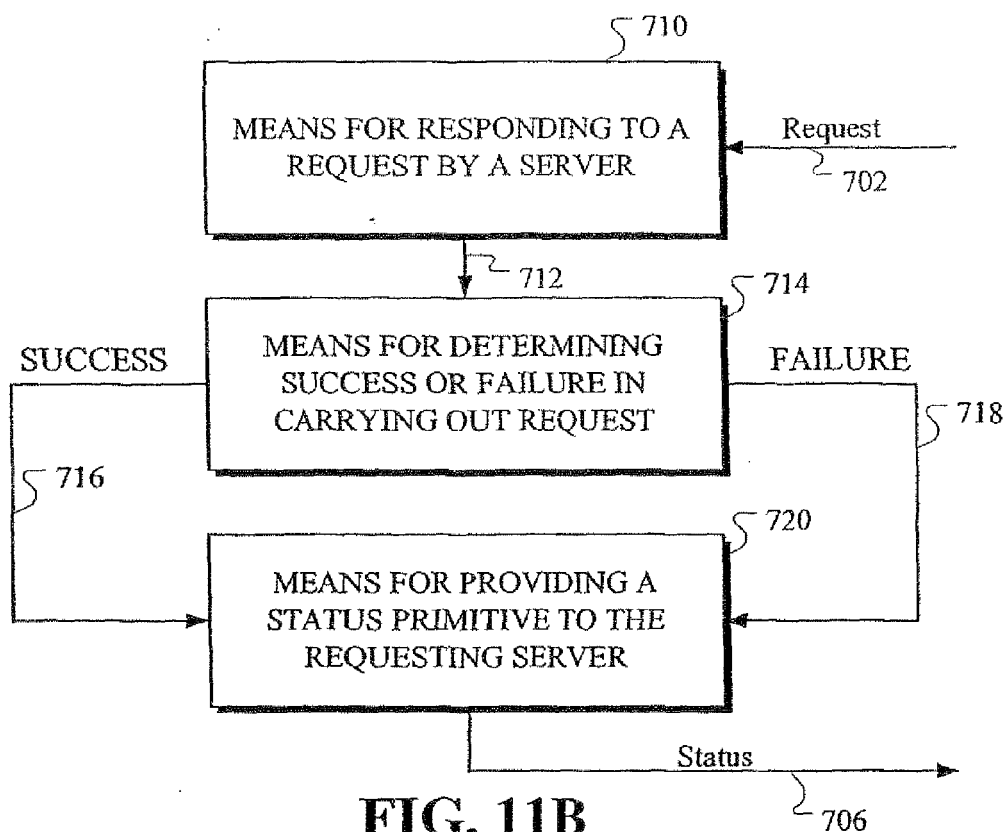 710
MEANS FOR RESPONDING TO A
REQUEST BY A SERVER
Request
702
712
714
SUCCESS
MEANS FOR DETERMINING
SUCCESS OR FAILURE IN
CARRYING OUT REQUEST
FAILURE
718
716
720
MEANS FOR PROVIDING A
STATUS PRIMITIVE TO THE
REQUESTING SERVER
Status
706
FIG. 11B